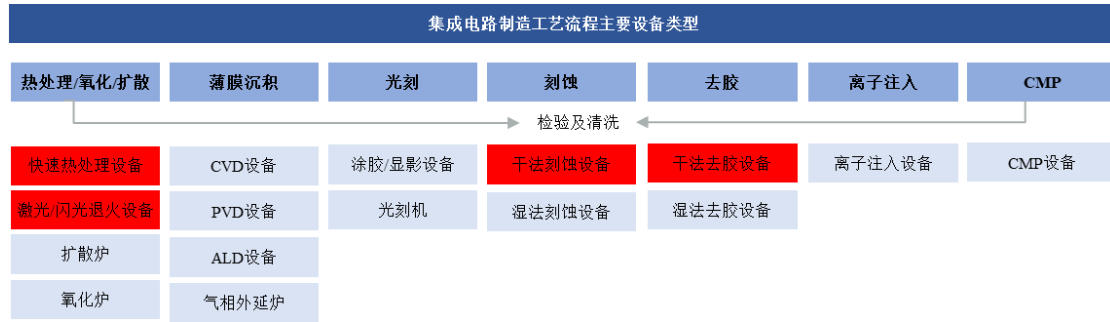 集成电路制造工艺流程主要设备类型
热处理/氧化/扩散 薄膜沉积 光刻 刻蚀 去胶 离子注入 CMP
检验及清洗
快速热处理设备 CVD设备 涂胶/显影设备 干法刻蚀设备 干法去胶设备 离子注入设备 CMP设备
激光/闪光退火设备 PVD设备 光刻机 湿法刻蚀设备 湿法去胶设备
扩散炉 ALD设备
氧化炉 气相外延炉